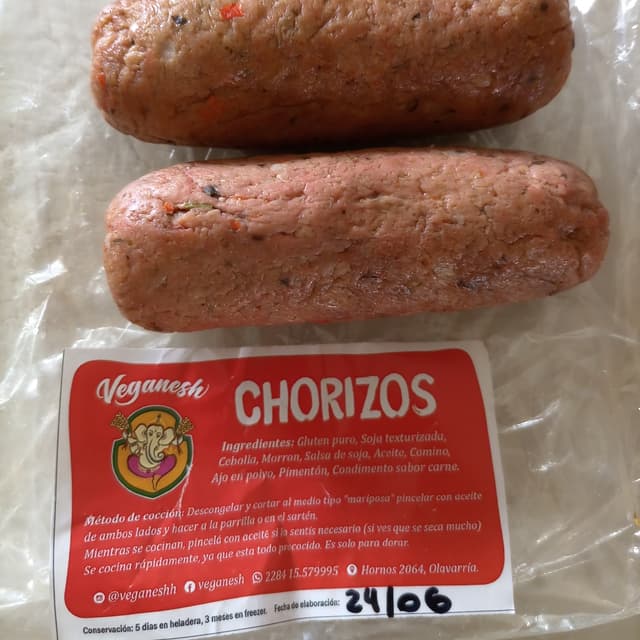 Veganesh
CHORIZOS
Ingredientes: Gluten puro, Soja texturizada,
Cebolla, Morron, Salsa de soja, Aceite, Comino,
Ajo en polvo, Pimentón, Condimento sabor carne.
Método de cocción: Descongelar y cortar al medio tipo "mariposa" pincelar con aceite
de ambos lados y hacer a la parrilla o en el sartén.
Mientras se cocinan, pincelá con aceite si lo sentís necesario (si ves que se seca mucho)
Se cocina rápidamente, ya que esta todo precocido. Es solo para dorar.
@veganeshh veganesh 2284 15.579995 Hornos 2064, Olavarría.
Conservación: 5 dias en heladera, 3 meses en freezer. Fecha de elaboración: 24/06